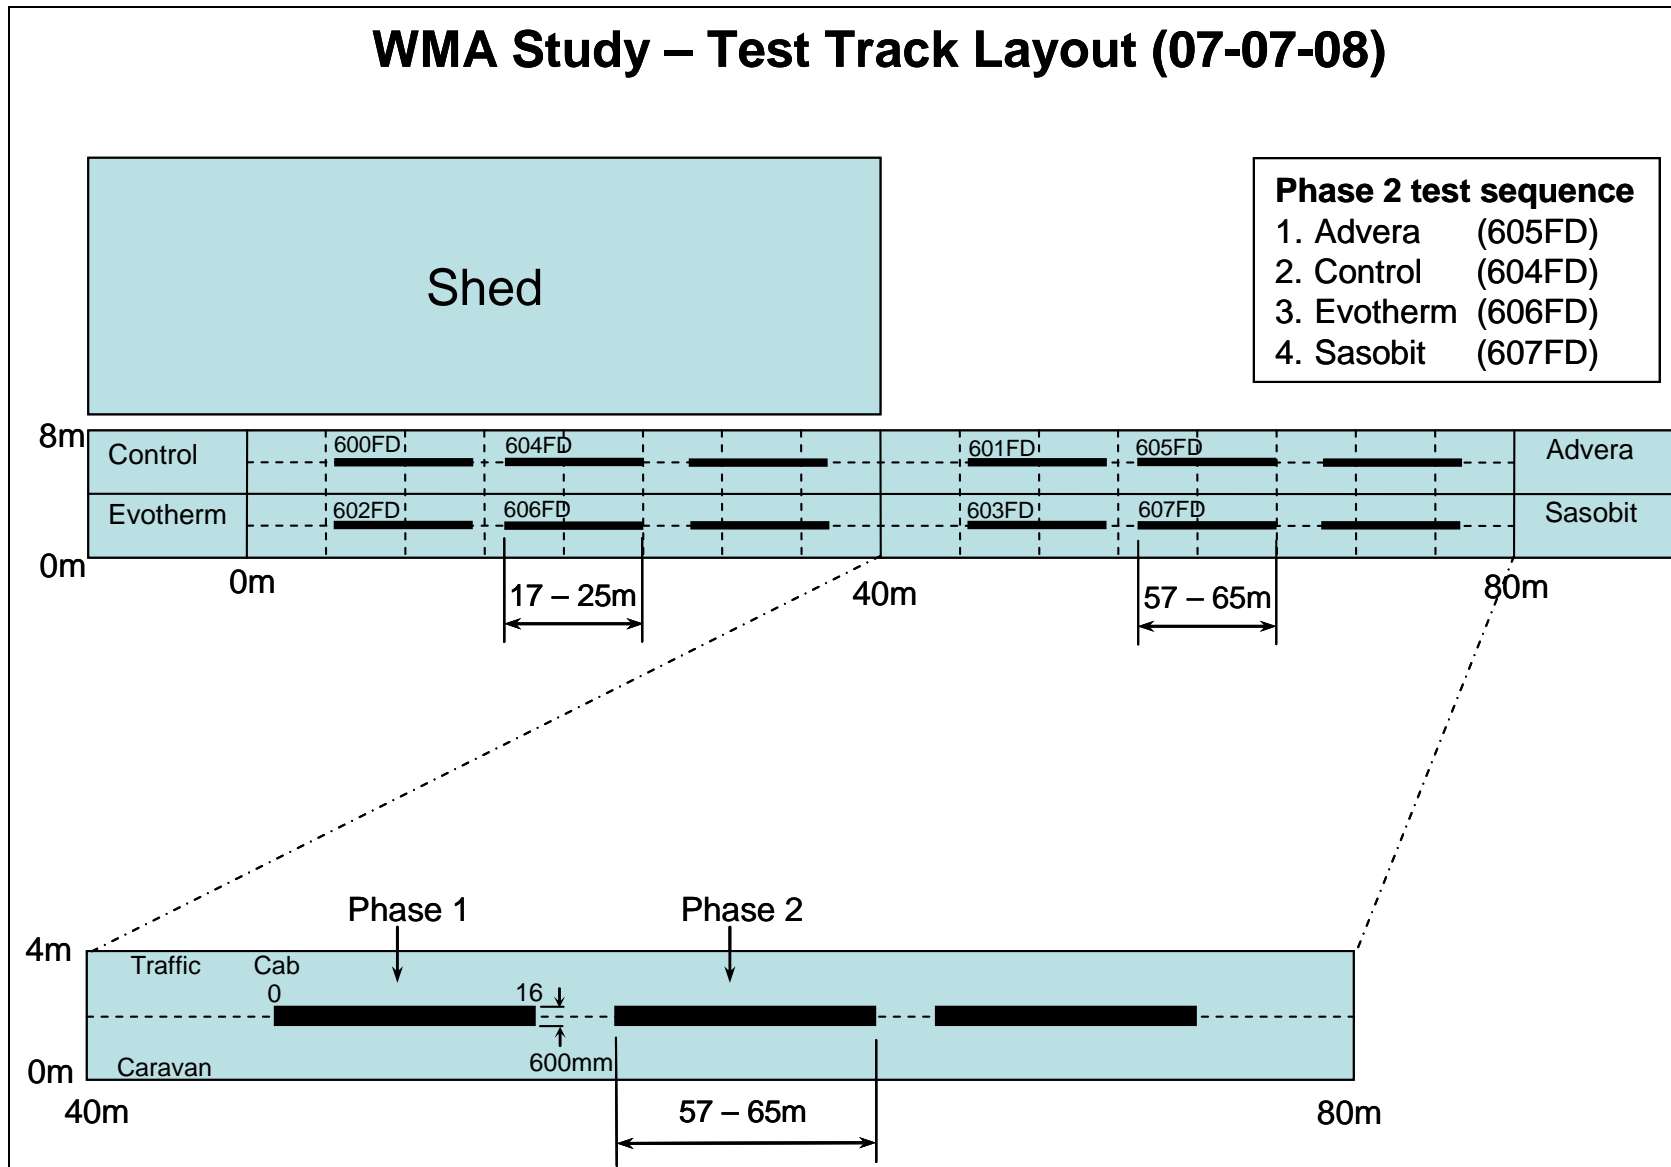 WMA Study – Test Track Layout (07-07-08)
Shed
Phase 2 test sequence
1. Advera (605FD)
2. Control (604FD)
3. Evotherm (606FD)
4. Sasobit (607FD)
8m
Control
600FD
604FD
601FD
605FD
Advera
Evotherm
602FD
606FD
603FD
607FD
Sasobit
0m
0m
17 – 25m
40m
57 – 65m
80m
Phase 1
Phase 2
4m
Traffic
Cab
0
16
600mm
0m
Caravan
40m
57 – 65m
80m